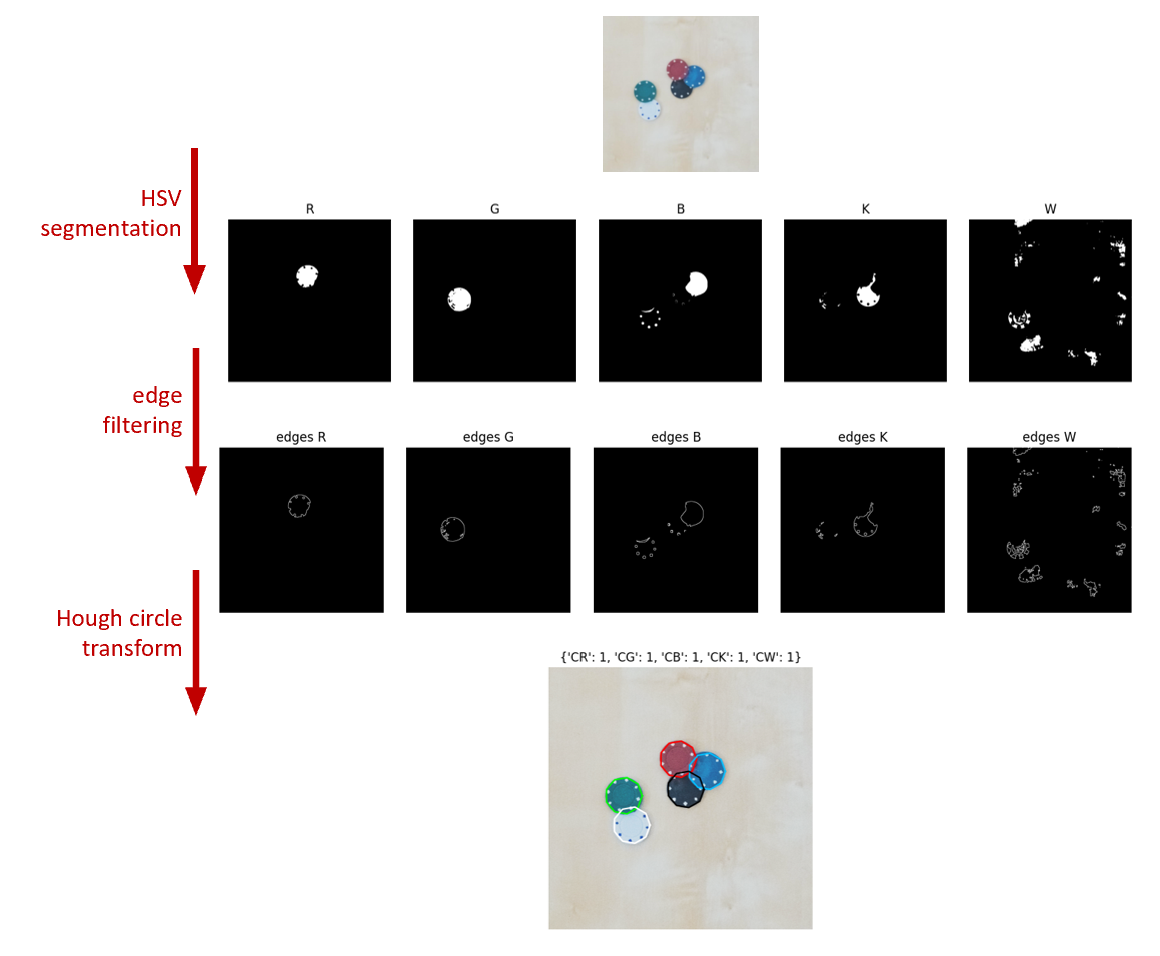 HSV
segmentation
R
G
B
K
W
edge
filtering
edges R
edges G
edges B
edges K
edges W
Hough circle
transform
{'CR': 1, 'CG': 1, 'CB': 1, 'CK': 1, 'CW': 1}